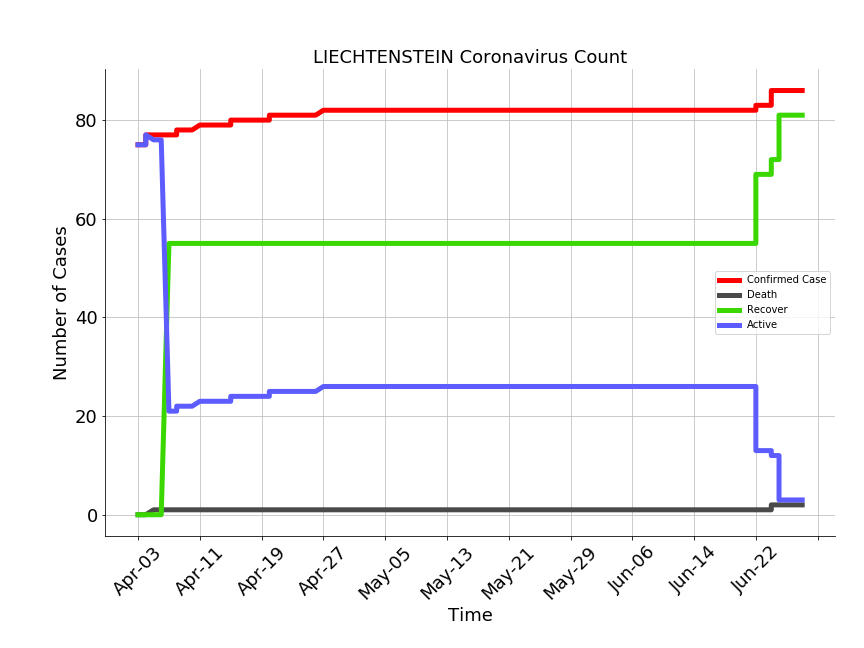 LIECHTENSTEIN Coronavirus Count
Number of Cases
80
60
40
20
0
Confirmed Case
Death
Recover
Active
Apr-03
Apr-11
Apr-19
Apr-27
May-05
May-13
May-21
May-29
Jun-06
Jun-14
Jun-22
Time